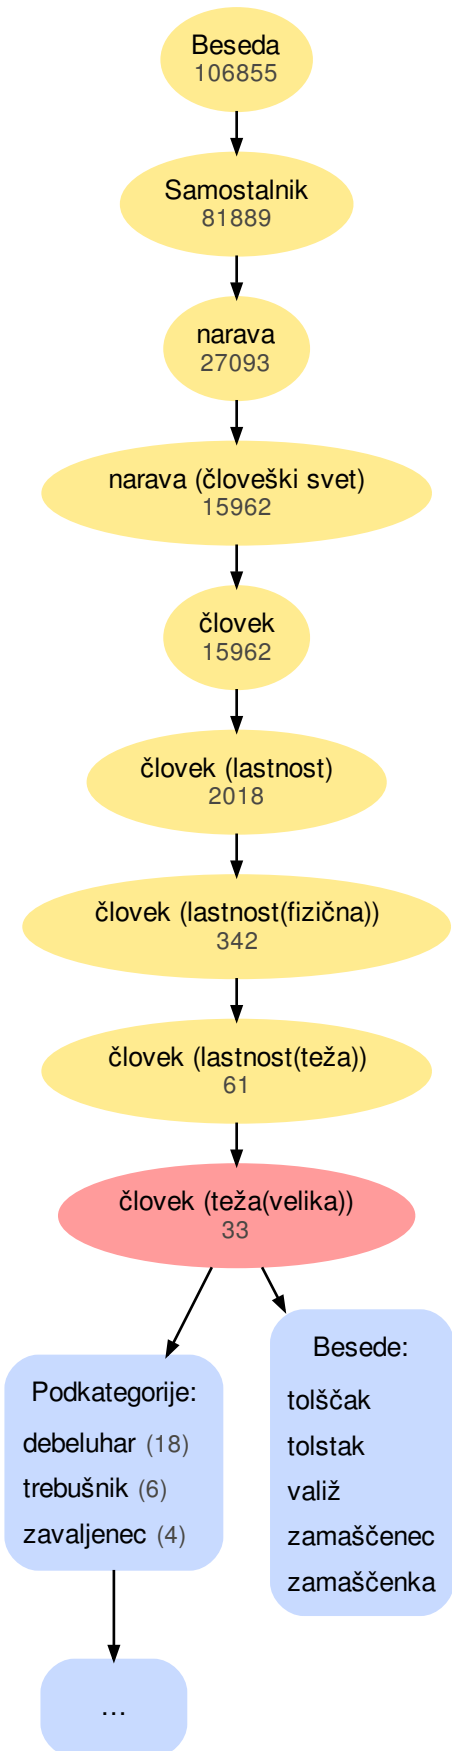 Beseda
106855
Samostalnik
81889
narava
27093
narava (človeški svet)
15962
človek
15962
človek (lastnost)
2018
človek (lastnost(fizična))
342
človek (lastnost(teža))
61
človek (teža(velika))
33
Podkategorije:
debeluhar (18)
trebušnik (6)
zavaljenec (4)
Besede:
tolščak
tolstak
valiž
zamaščenec
zamaščenka
...